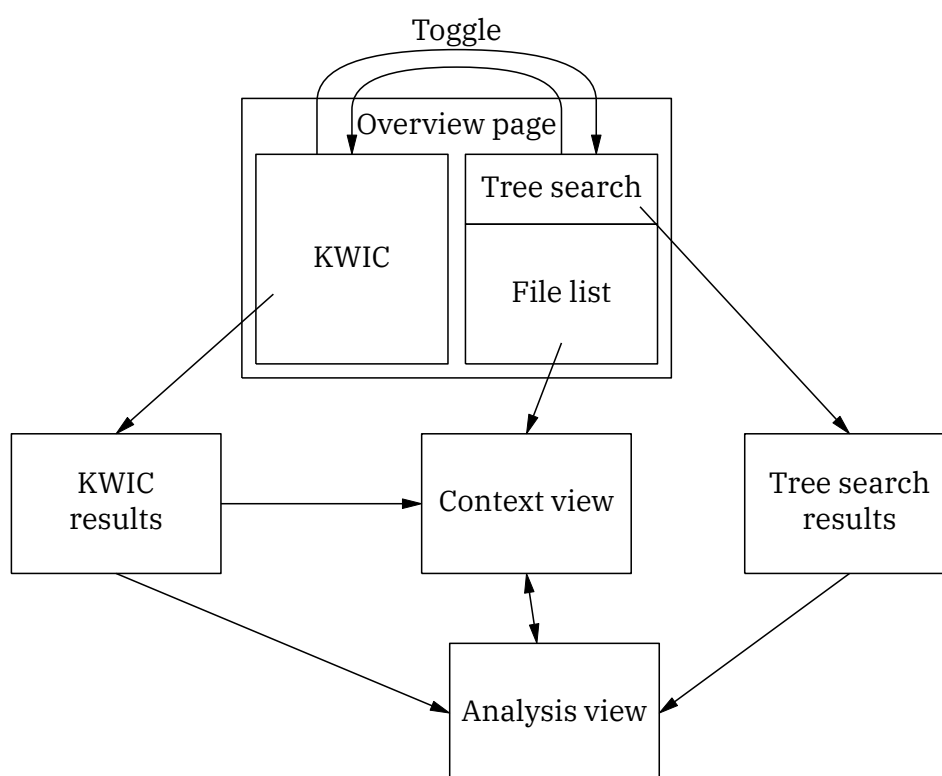 Toggle
Overview page
Tree search
KWIC
File list
KWIC
results
Context view
Tree search
results
Analysis view